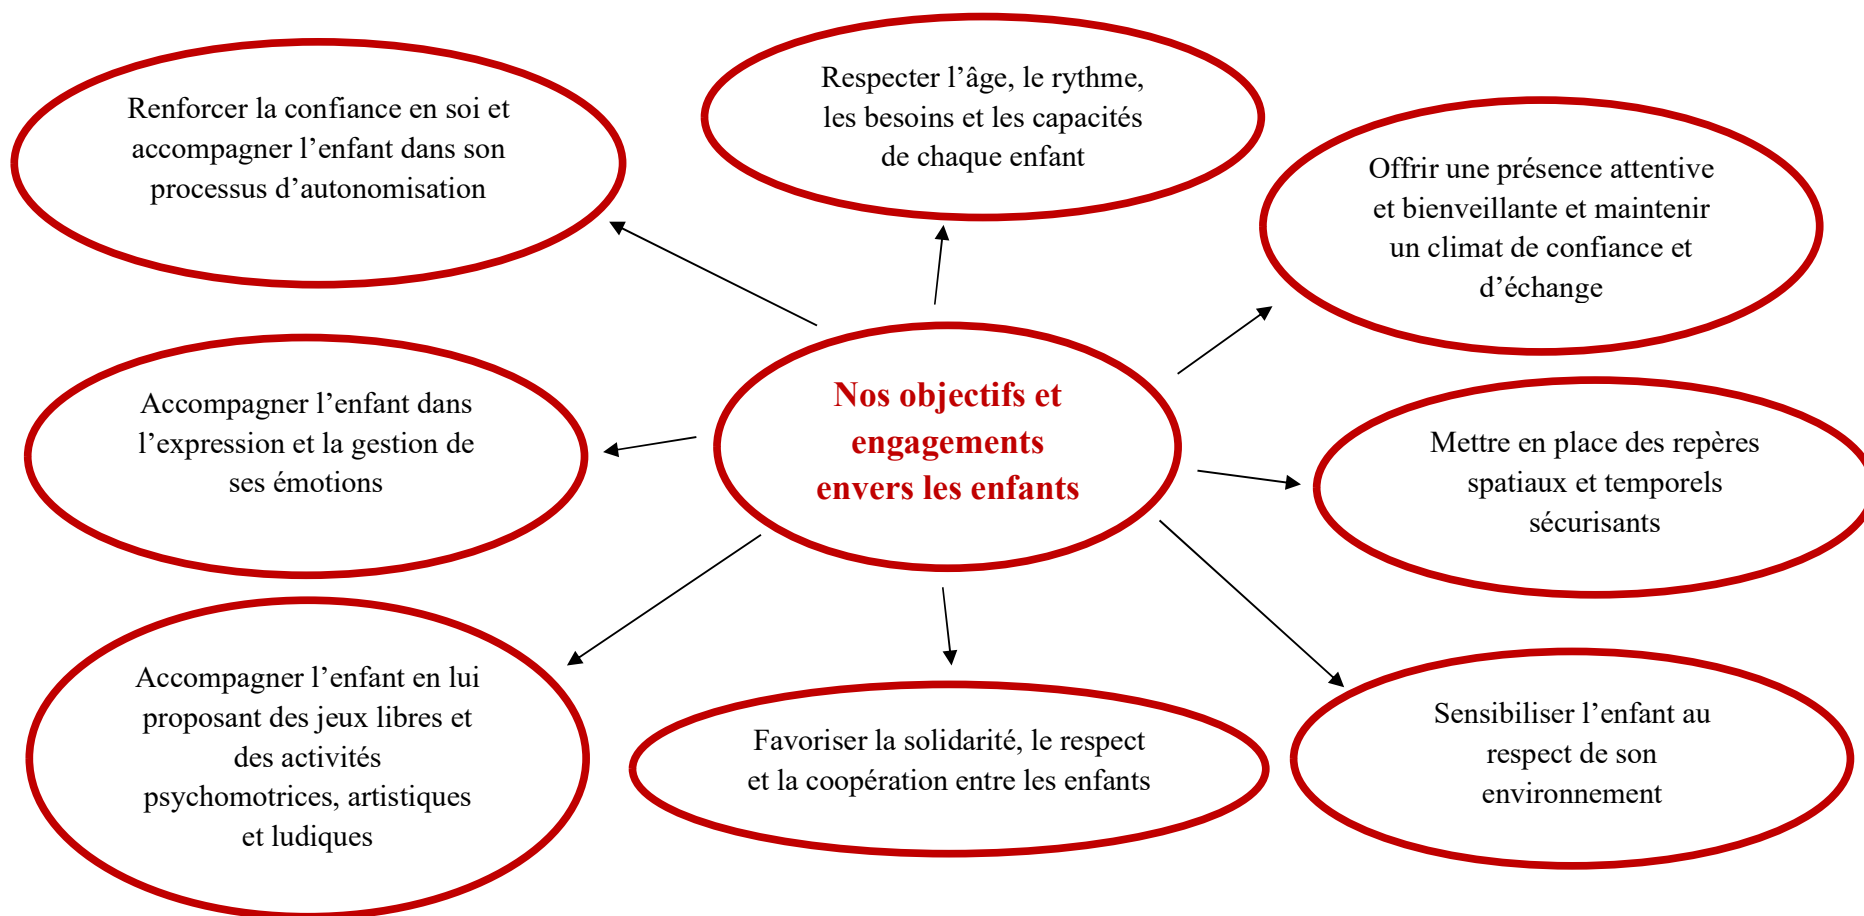 Renforcer la confiance en soi et
accompagner l’enfant dans son
processus d’autonomisation
Respecter l’âge, le rythme,
les besoins et les capacités
de chaque enfant
Offrir une présence attentive
et bienveillante et maintenir
un climat de confiance et
d’échange
Accompagner l’enfant dans
l’expression et la gestion de
ses émotions
Nos objectifs et
engagements
envers les enfants
Mettre en place des repères
spatiaux et temporels
sécurisants
Accompagner l’enfant en lui
proposant des jeux libres et
des activités
psychomotrices, artistiques
et ludiques
Favoriser la solidarité, le respect
et la coopération entre les enfants
Sensibiliser l’enfant au
respect de son
environnement